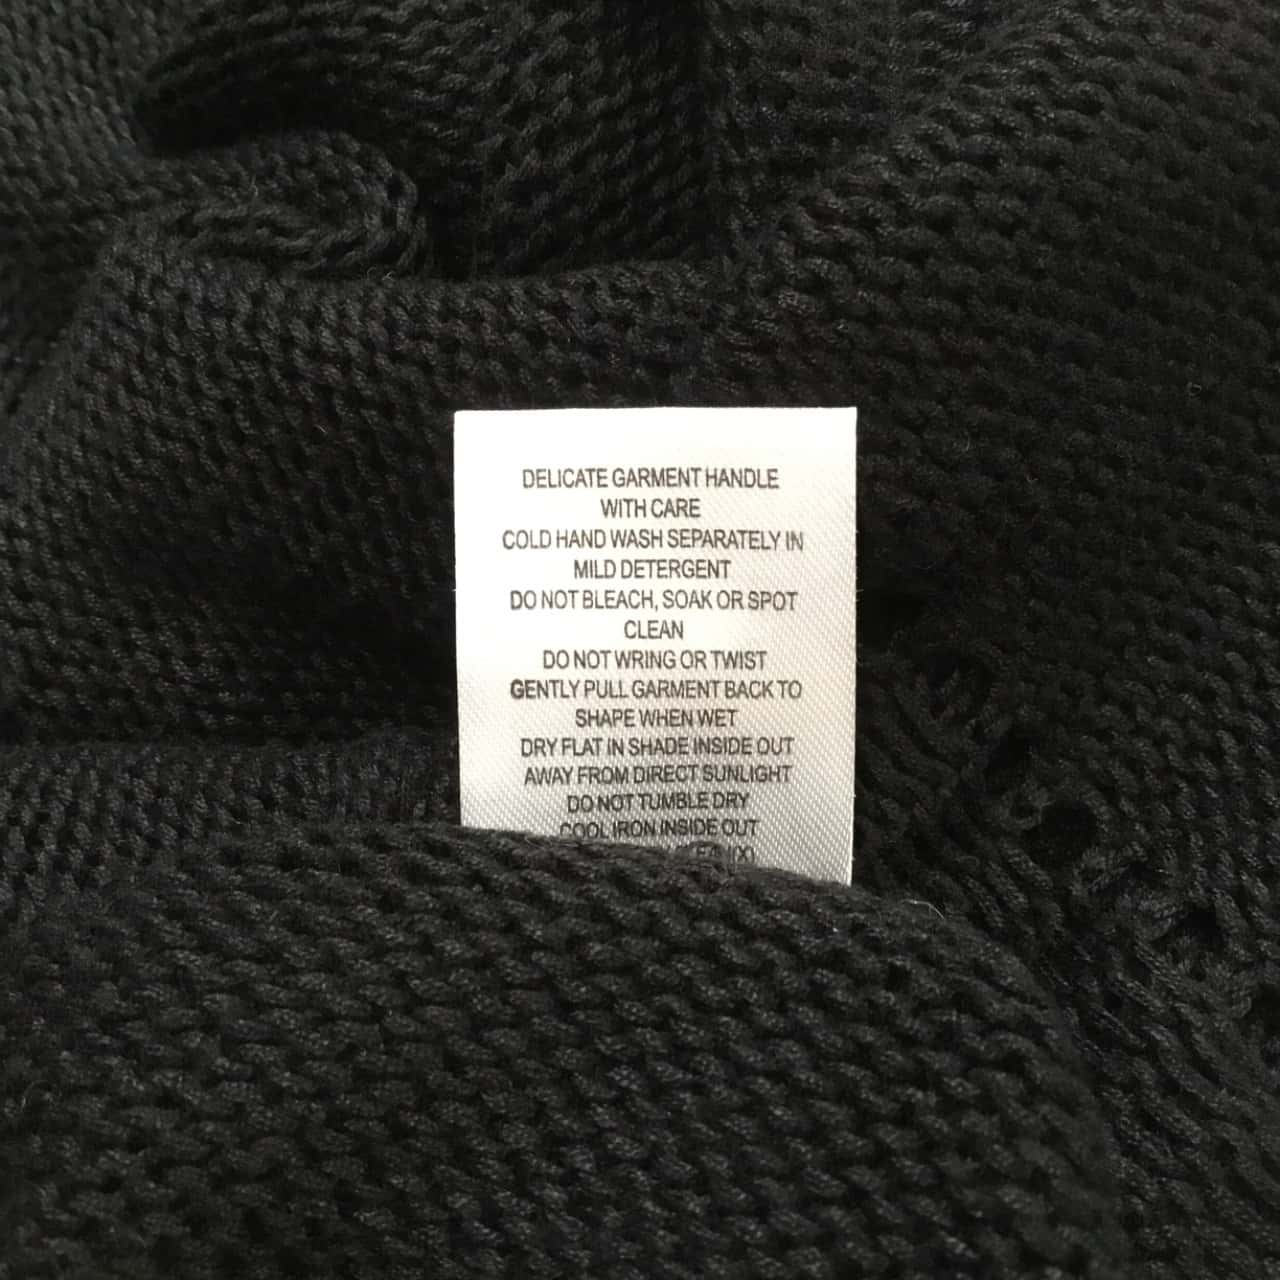 DELICATE GARMENT HANDLE
WITH CARE
COLD HAND WASH SEPARATELY IN
MILD DETERGENT
DO NOT BLEACH, SOAK OR SPOT
CLEAN
DO NOT WRING OR TWIST
GENTLY PULL GARMENT BACK TO
SHAPE WHEN WET
DRY FLAT IN SHADE INSIDE OUT
AWAY FROM DIRECT SUNLIGHT
DO NOT TUMBLE DRY
COOL IRON INSIDE OUT